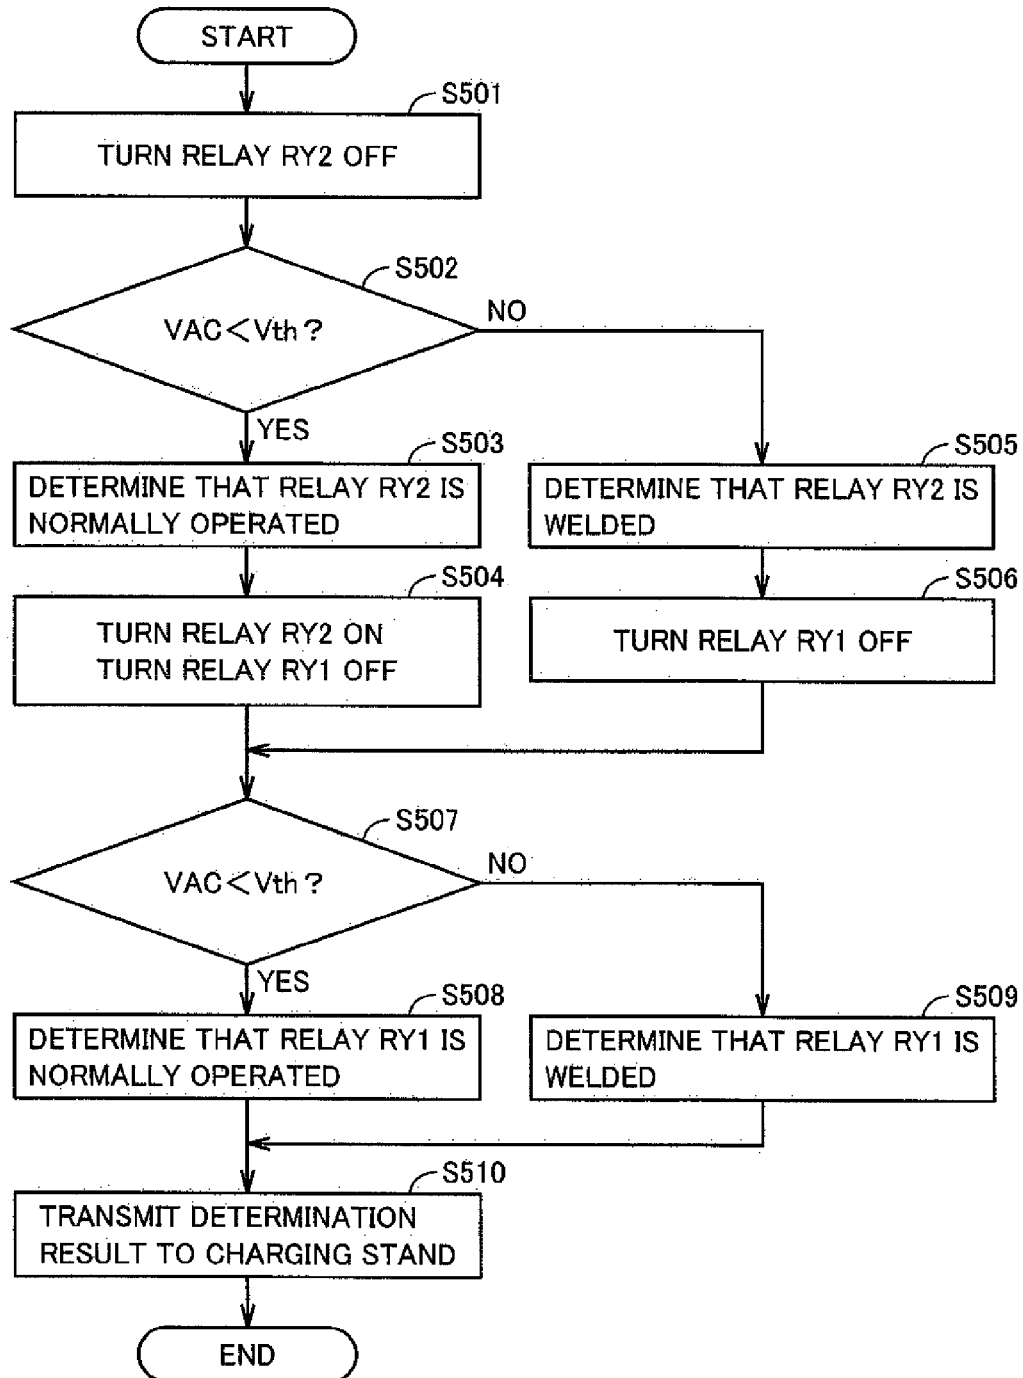 START
S501
TURN RELAY RY2 OFF
S502
VAC<Vth?
NO
YES
S503
DETERMINE THAT RELAY RY2 IS
NORMALLY OPERATED
S505
DETERMINE THAT RELAY RY2 IS
WELDED
S504
TURN RELAY RY2 ON
TURN RELAY RY1 OFF
S506
TURN RELAY RY1 OFF
S507
VAC<Vth?
NO
YES
S508
DETERMINE THAT RELAY RY1 IS
NORMALLY OPERATED
S509
DETERMINE THAT RELAY RY1 IS
WELDED
S510
TRANSMIT DETERMINATION
RESULT TO CHARGING STAND
END